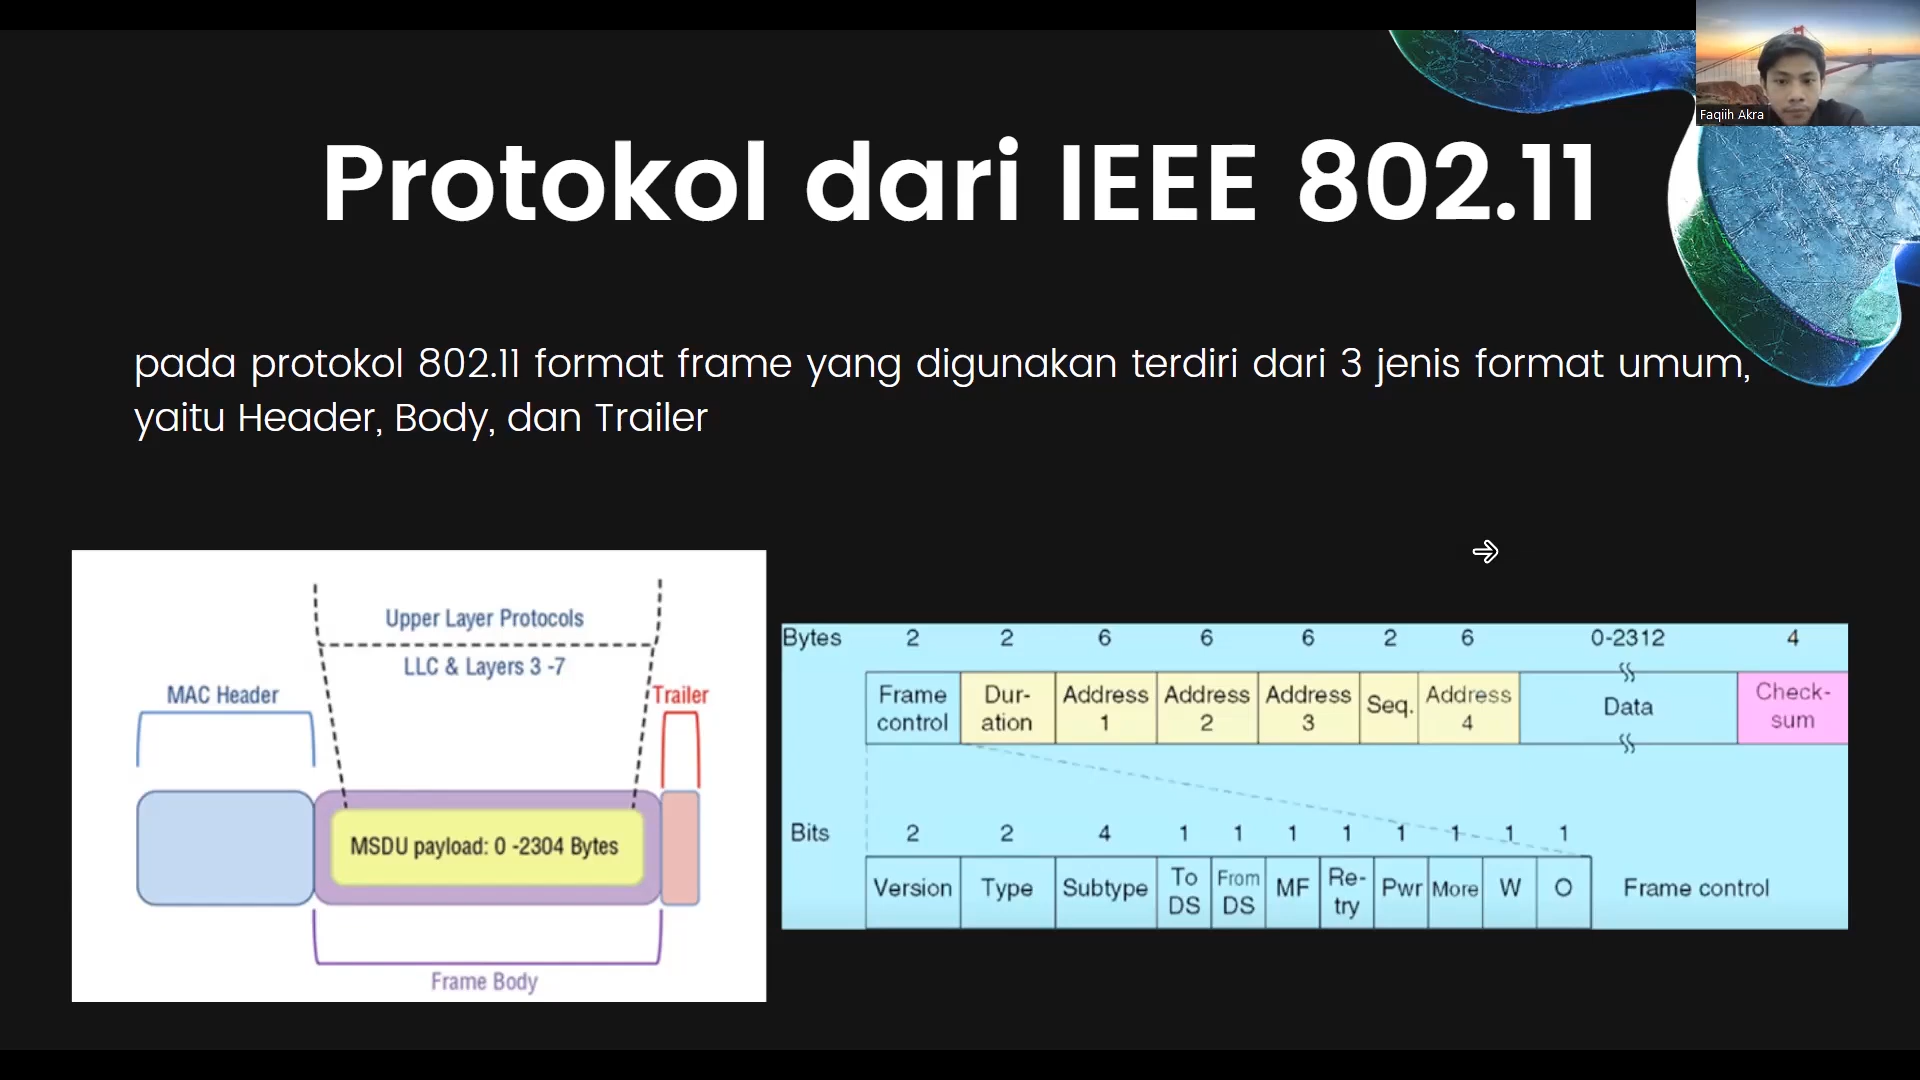 Faqiih Akra
Protokol dari IEEE 802.11
pada protokol 802.11 format frame yang digunakan terdiri dari 3 jenis format umum,
yaitu Header, Body, dan Trailer
Upper Layer Protocols
LLC & Layers 3 -7
MAC Header
Trailer
MSDU payload: 0 -2304 Bytes
Frame Body
Bytes 2 2 6 6 6 2 6 0-2312 4
Frame control Dur-ation Address 1 Address 2 Address 3 Seq. Address 4 Data Check-sum
Bits 2 2 4 1 1 1 1 1 1 1 1
Version Type Subtype To DS From DS MF Re-try Pwr More W O Frame control